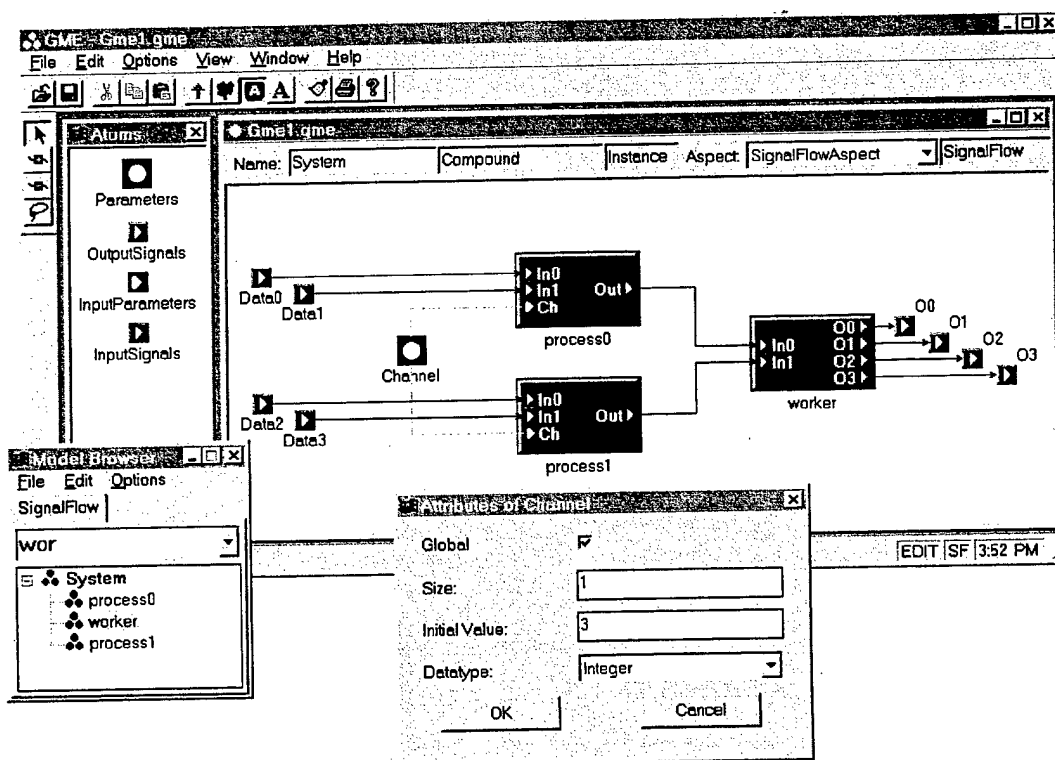 GME - Gme1.gme
File Edit Options View Window Help
Atoms
Parameters
OutputSignals
InputParameters
InputSignals
Gme1.gme
Name: System Compound Instance Aspect: SignalFlowAspect SignalFlow
Data0
Data1
Channel
Data2
Data3
In0
In1
Ch
Out
process0
In0
In1
Ch
Out
process1
In0
In1
O0
O1
O2
O3
worker
O0
O1
O2
O3
Model Browser
File Edit Options
SignalFlow
wor
System
process0
worker
process1
Attributes of Channel
Global
Size: 1
Initial Value: 3
Datatype: Integer
OK Cancel
EDIT SF 3:52 PM